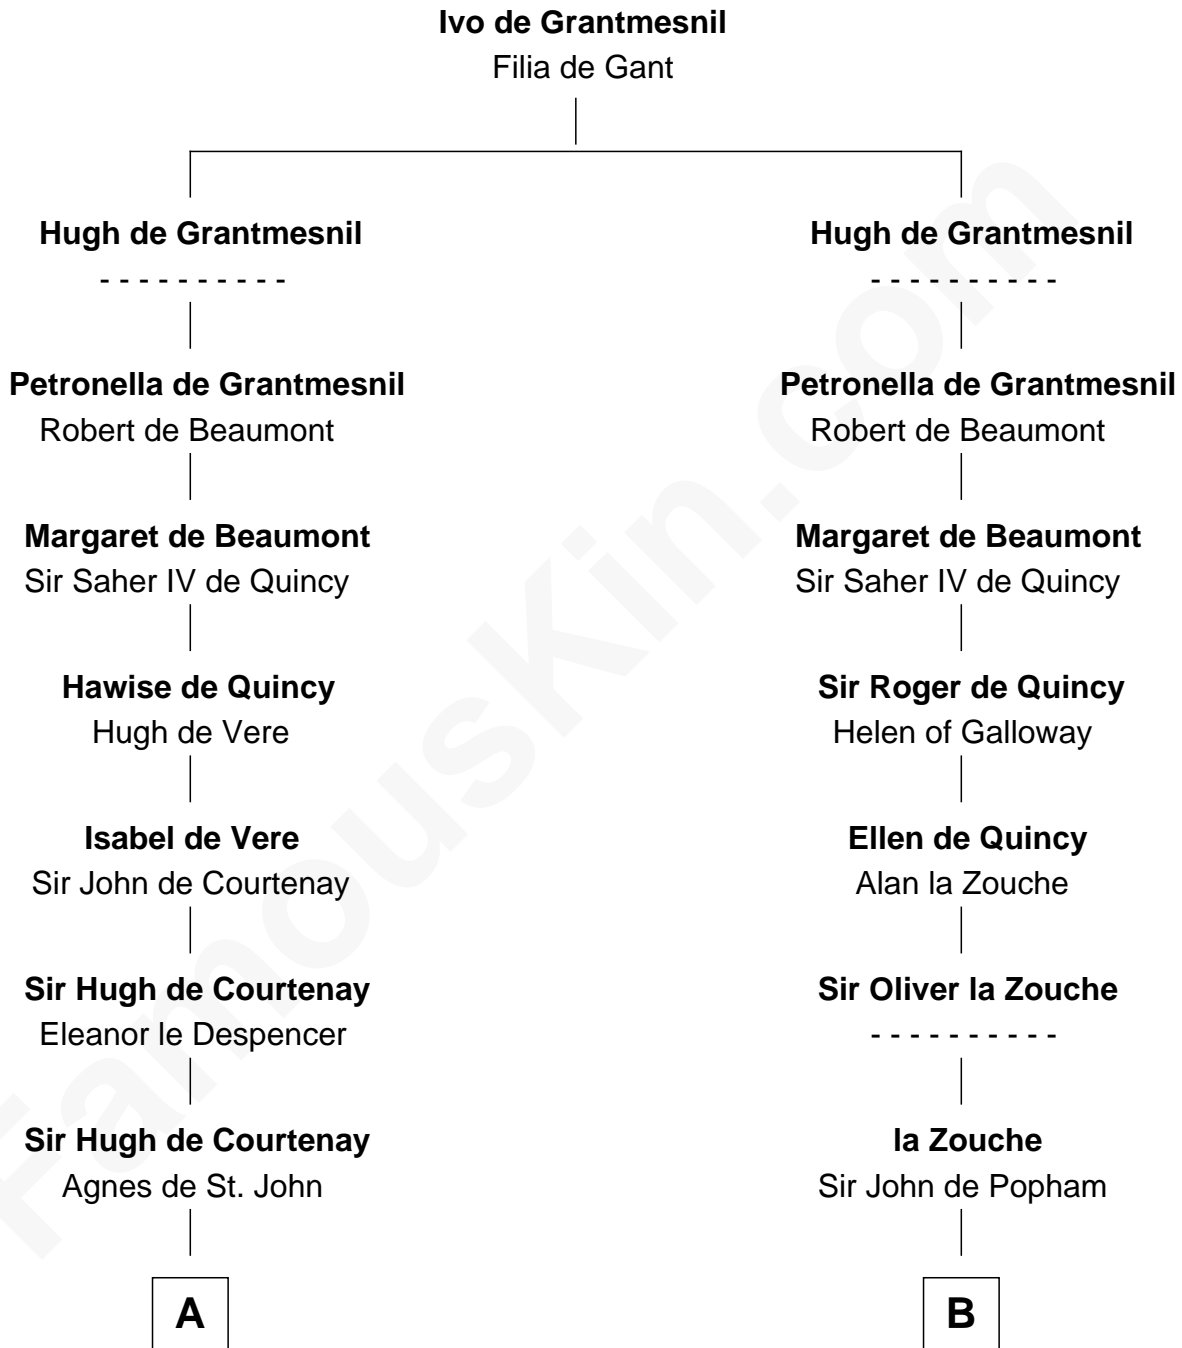 Ivo de Grantmesnil
Filia de Gant
Hugh de Grantmesnil
- - - - - - - - - -
Petronella de Grantmesnil
Robert de Beaumont
Margaret de Beaumont
Sir Saher IV de Quincy
Hawise de Quincy
Hugh de Vere
Isabel de Vere
Sir John de Courtenay
Sir Hugh de Courtenay
Eleanor le Despencer
Sir Hugh de Courtenay
Agnes de St. John
A
Hugh de Grantmesnil
- - - - - - - - - -
Petronella de Grantmesnil
Robert de Beaumont
Margaret de Beaumont
Sir Saher IV de Quincy
Sir Roger de Quincy
Helen of Galloway
Ellen de Quincy
Alan la Zouche
Sir Oliver la Zouche
- - - - - - - - - -
la Zouche
Sir John de Popham
B
FamousKin.com